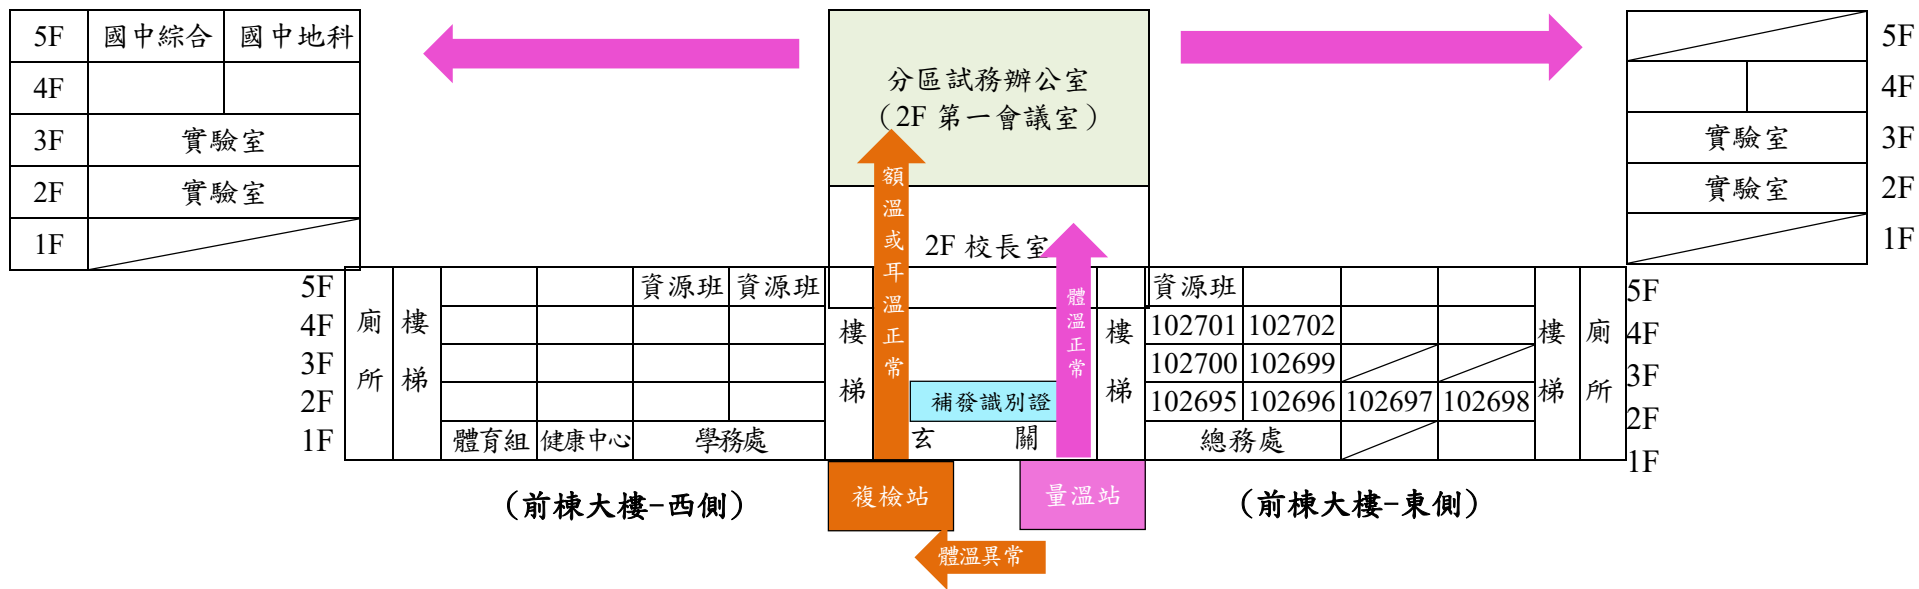 5F 國中綜合 國中地科
4F
3F 實驗室
2F 實驗室
1F
分區試務辦公室
（2F 第一會議室）
2F 校長室
5F
4F
實驗室 3F
實驗室 2F
1F
額溫或耳溫正常
體溫正常
5F 資源班 資源班
4F
3F
2F
1F 體育組 健康中心 學務處
廁所
樓梯
樓梯
補發識別證
玄關
樓梯
資源班 5F
102701 102702 4F
102700 102699 3F
102695 102696 102697 102698 2F
總務處 1F
樓梯
廁所
（前棟大樓-西側）
複檢站
量溫站
（前棟大樓-東側）
體溫異常